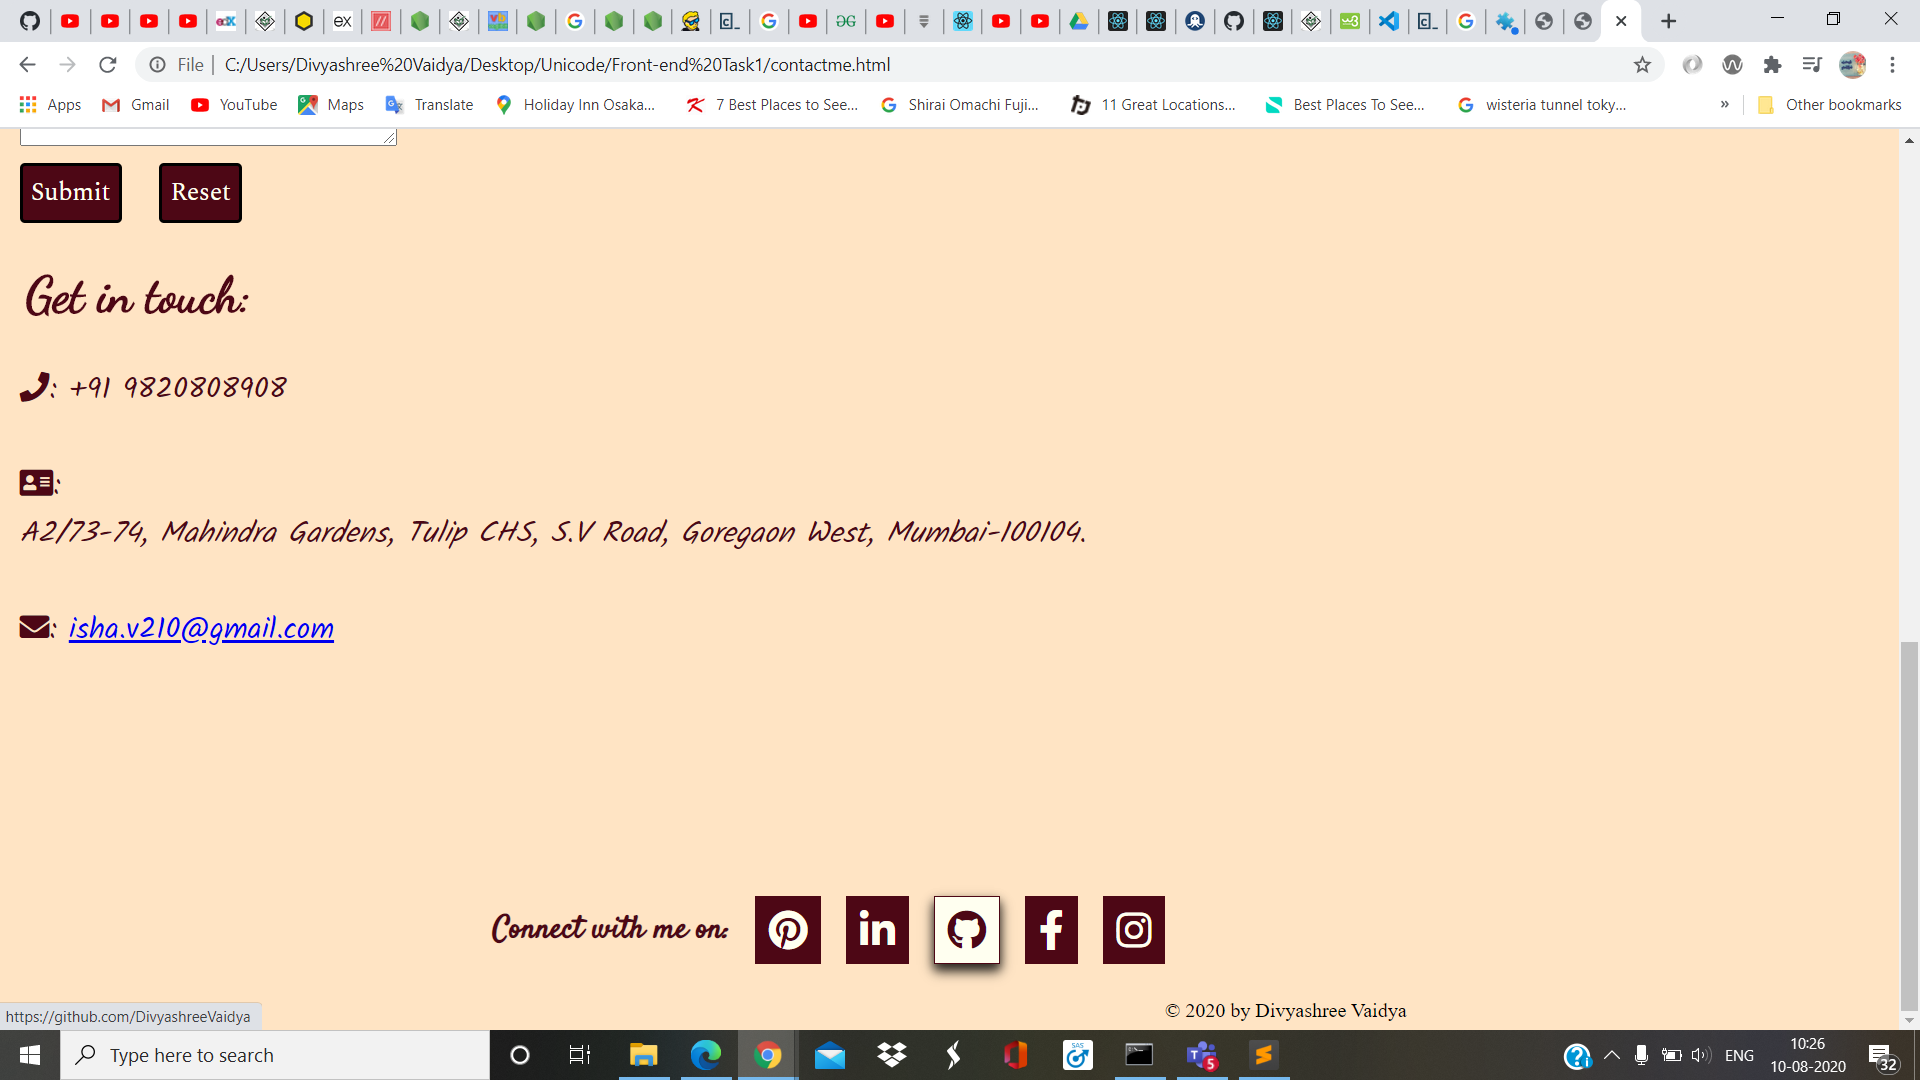 File | C:/Users/Divyashree%20Vaidya/Desktop/Unicode/Front-end%20Task1/contactme.html
Apps Gmail YouTube Maps Translate Holiday Inn Osaka... 7 Best Places to See... Shirai Omachi Fuji... 11 Great Locations... Best Places To See... wisteria tunnel toky... » Other bookmarks
Submit Reset
Get in touch:
: +91 9820808908
:
A2/73-74, Mahindra Gardens, Tulip CHS, S.V Road, Goregaon West, Mumbai-100104.
: isha.v210@gmail.com
Connect with me on:
© 2020 by Divyashree Vaidya
https://github.com/DivyashreeVaidya
Type here to search
ENG
10:26
10-08-2020
32